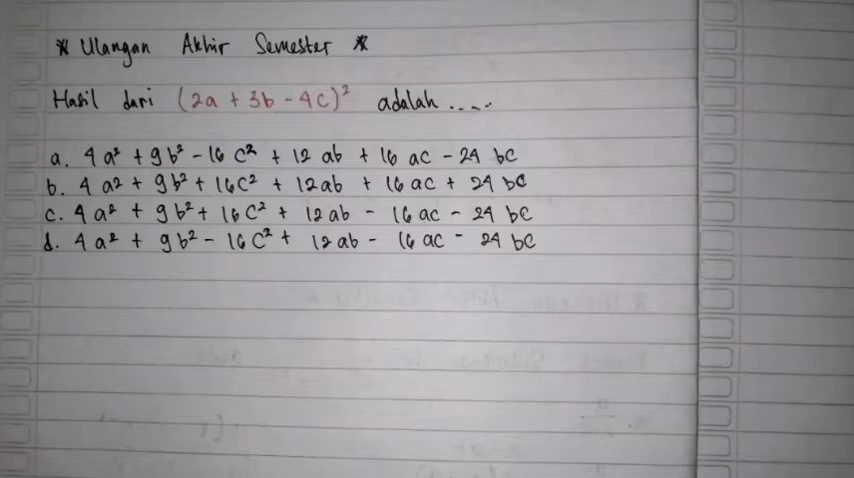 * Ulangan Akhir Semester *
Hasil dari (2a + 3b - 4c)² adalah .....
a. 4a² + 9b² - 16c² + 12ab + 16ac - 24bc
b. 4a2 + 9b² + 16c² + 12ab + 16ac + 24bc
c. 4a² + 9b² + 16c² + 12ab - 16ac - 24bc
d. 4a² + 9b² - 16c² + 12ab - 16ac - 24bc